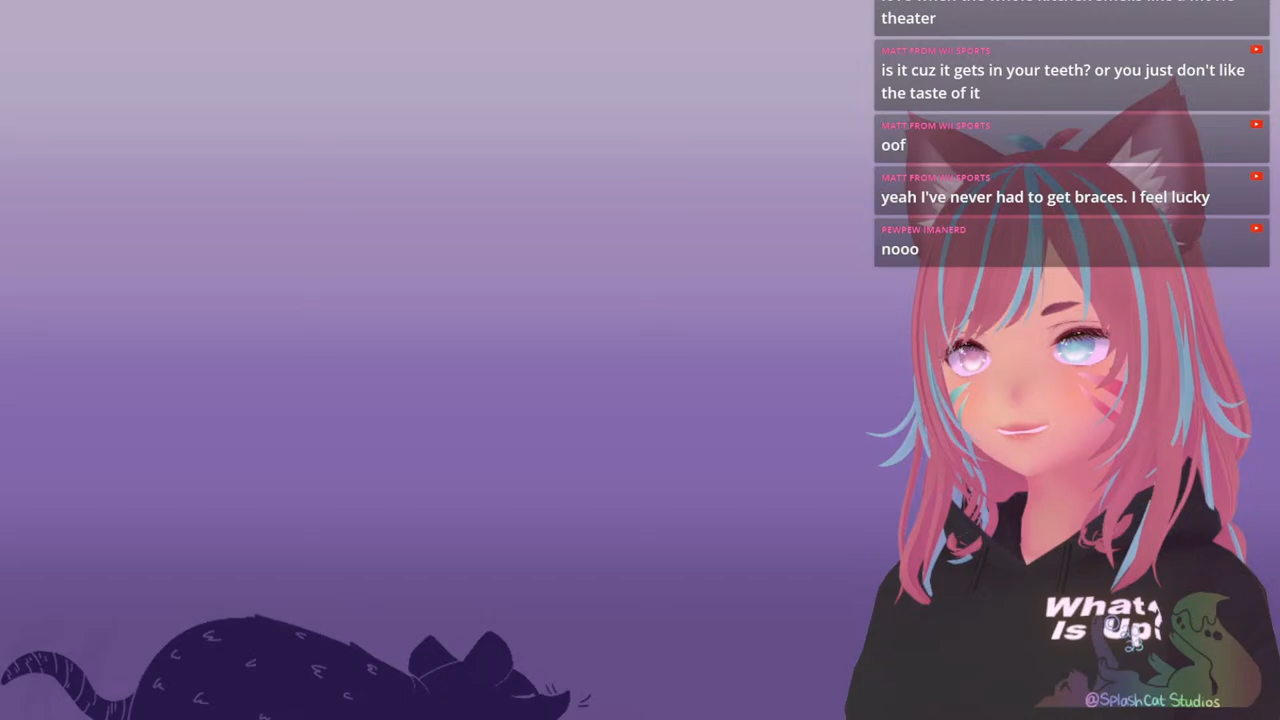 theater
MATT FROM WII SPORTS
is it cuz it gets in your teeth? or you just don't like
the taste of it
MATT FROM WII SPORTS
oof
MATT FROM WII SPORTS
yeah I've never had to get braces. I feel lucky
PEWPEW IMANERD
nooo
What
Is Up!
@SplashCat Studios